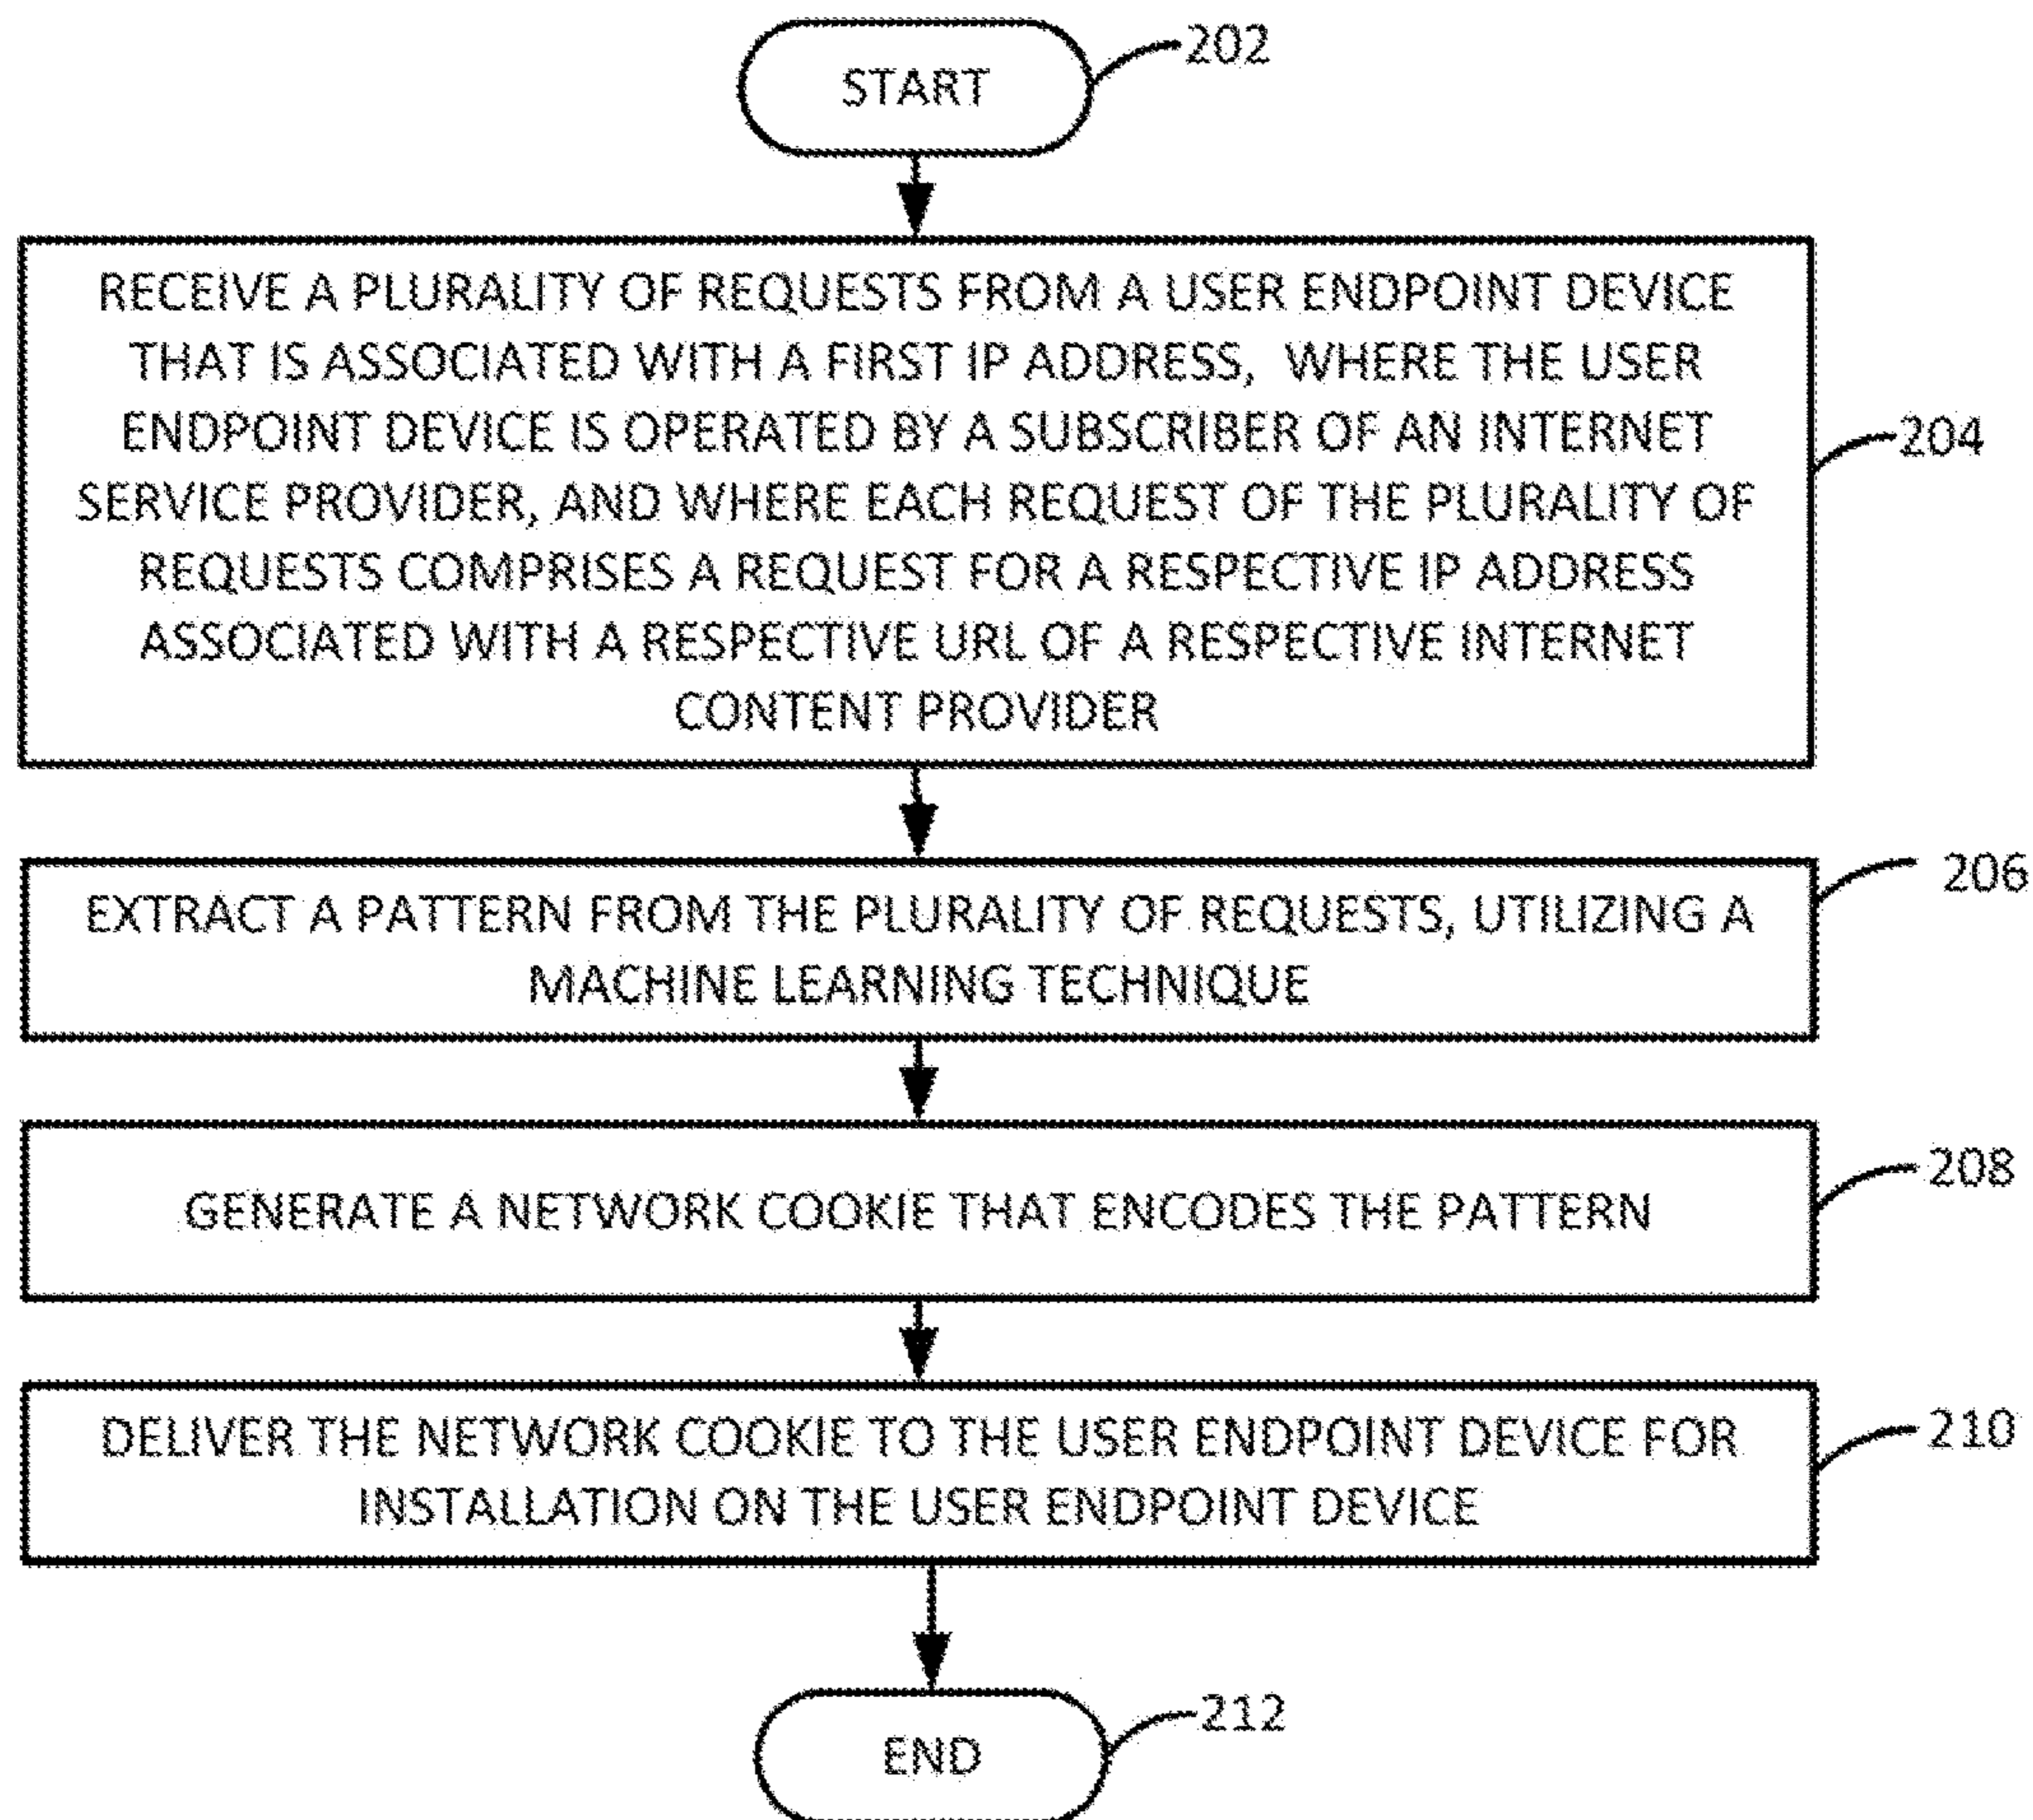 START
202
RECEIVE A PLURALITY OF REQUESTS FROM A USER ENDPOINT DEVICE
THAT IS ASSOCIATED WITH A FIRST IP ADDRESS, WHERE THE USER
ENDPOINT DEVICE IS OPERATED BY A SUBSCRIBER OF AN INTERNET
SERVICE PROVIDER, AND WHERE EACH REQUEST OF THE PLURALITY OF
REQUESTS COMPRISES A REQUEST FOR A RESPECTIVE IP ADDRESS
ASSOCIATED WITH A RESPECTIVE URL OF A RESPECTIVE INTERNET
CONTENT PROVIDER
204
EXTRACT A PATTERN FROM THE PLURALITY OF REQUESTS, UTILIZING A
MACHINE LEARNING TECHNIQUE
206
GENERATE A NETWORK COOKIE THAT ENCODES THE PATTERN
208
DELIVER THE NETWORK COOKIE TO THE USER ENDPOINT DEVICE FOR
INSTALLATION ON THE USER ENDPOINT DEVICE
210
END
212